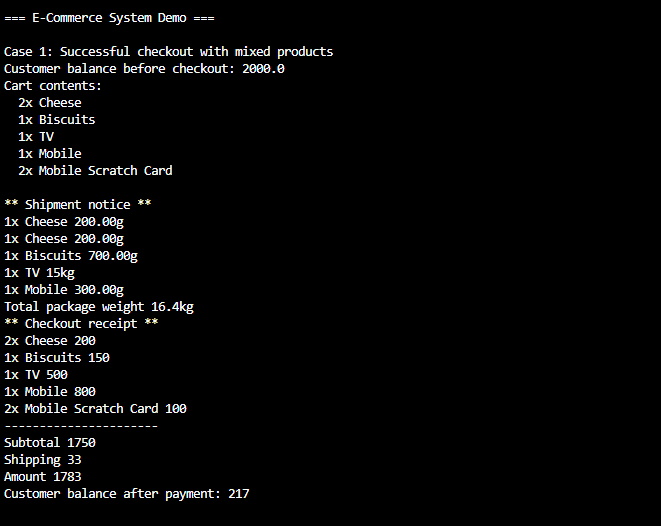 === E-Commerce System Demo ===
Case 1: Successful checkout with mixed products
Customer balance before checkout: 2000.0
Cart contents:
2x Cheese
1x Biscuits
1x TV
1x Mobile
2x Mobile Scratch Card
** Shipment notice **
1x Cheese 200.00g
1x Cheese 200.00g
1x Biscuits 700.00g
1x TV 15kg
1x Mobile 300.00g
Total package weight 16.4kg
** Checkout receipt **
2x Cheese 200
1x Biscuits 150
1x TV 500
1x Mobile 800
2x Mobile Scratch Card 100
----------------------
Subtotal 1750
Shipping 33
Amount 1783
Customer balance after payment: 217